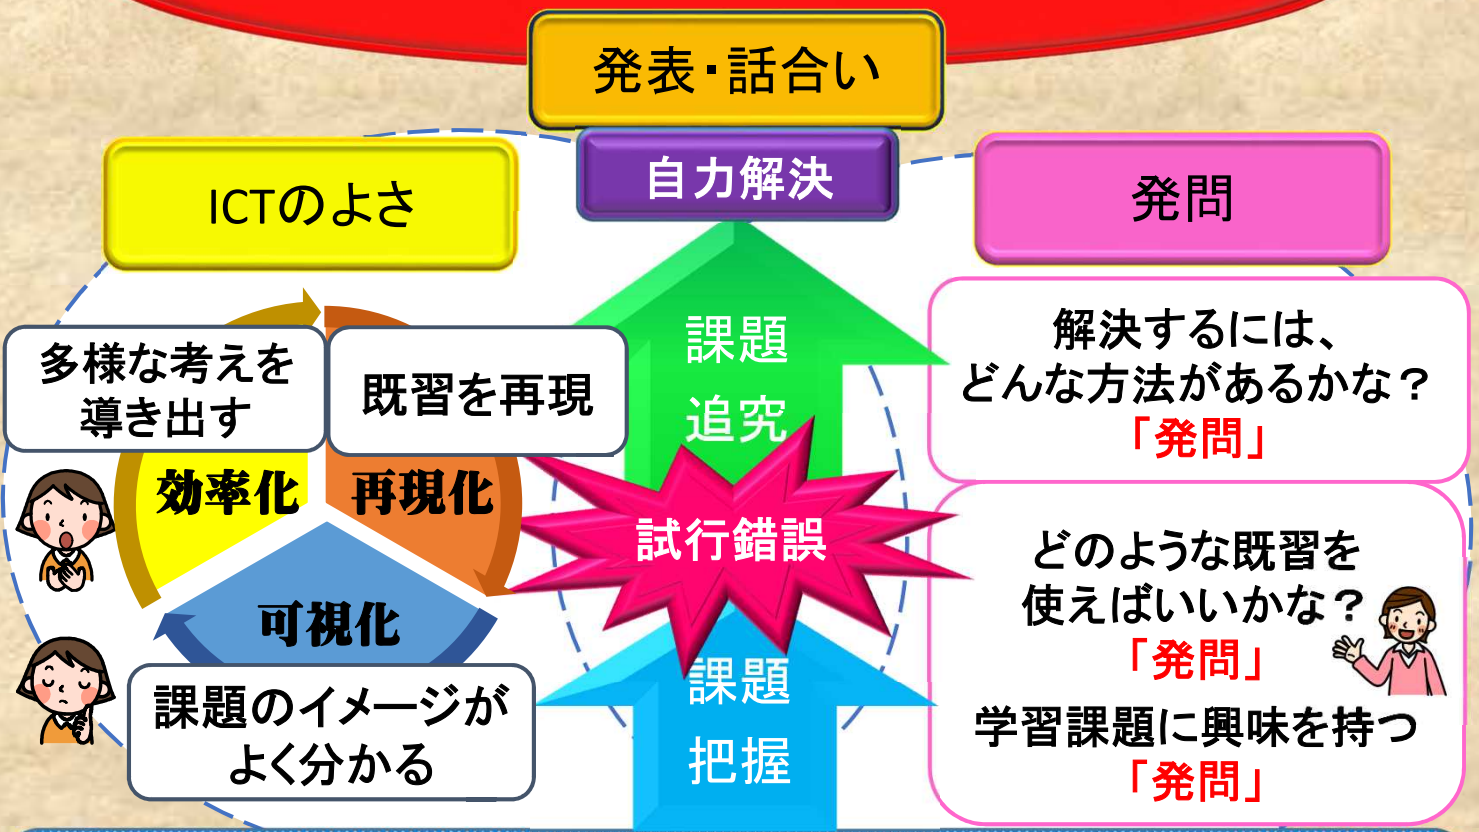 発表・話合い
自力解決
ICTのよさ
発問
多様な考えを
導き出す
既習を再現
効率化
再現化
可視化
課題のイメージが
よく分かる
課題
追究
試行錯誤
課題
把握
解決するには、
どんな方法があるかな？
「発問」
どのような既習を
使えばいいかな？
「発問」
学習課題に興味を持つ
「発問」